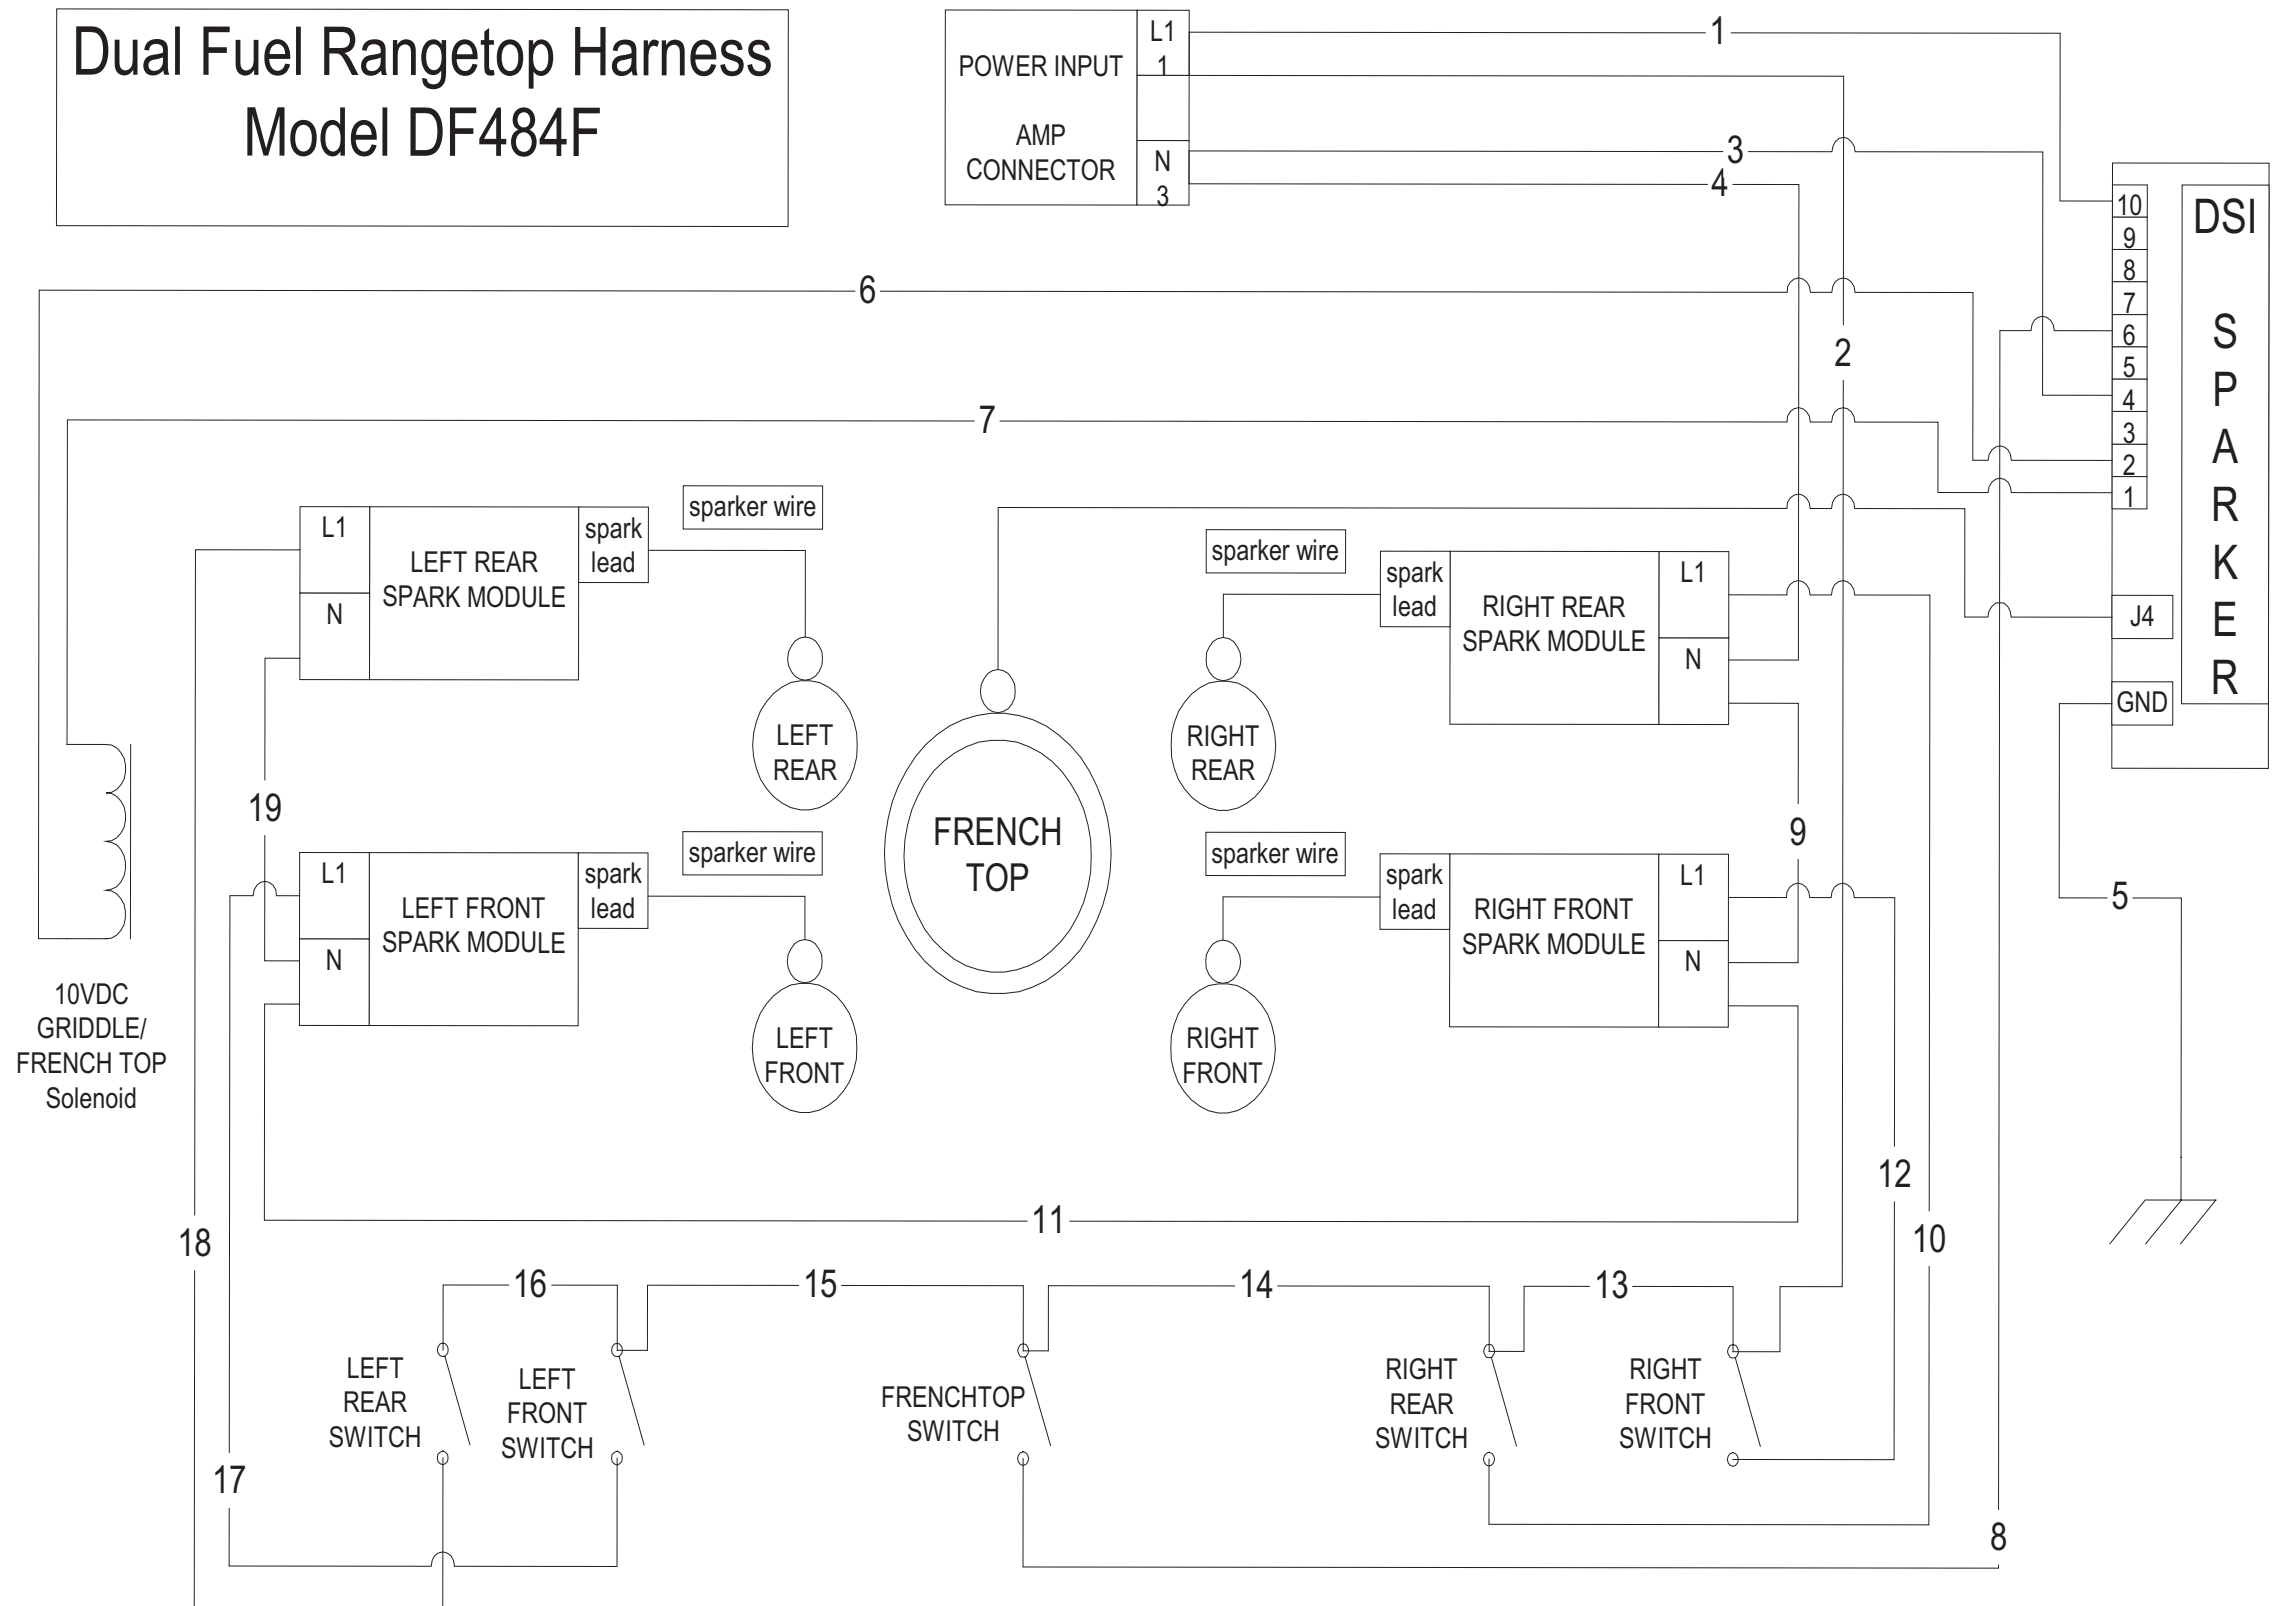 Dual Fuel Rangetop Harness
Model DF484F
POWER INPUT
AMP
CONNECTOR
L1
1
N
3
1
3
4
6
2
7
10
9
8
7
6
5
4
3
2
1
DSI
S
P
A
R
K
E
R
J4
GND
5
L1
N
LEFT REAR
SPARK MODULE
spark
lead
sparker wire
LEFT
REAR
sparker wire
spark
lead
RIGHT REAR
SPARK MODULE
L1
N
RIGHT
REAR
FRENCH
TOP
19
9
L1
N
LEFT FRONT
SPARK MODULE
spark
lead
sparker wire
LEFT
FRONT
sparker wire
spark
lead
RIGHT FRONT
SPARK MODULE
L1
N
RIGHT
FRONT
10VDC
GRIDDLE/
FRENCH TOP
Solenoid
12
11
18
10
16
15
14
13
LEFT
REAR
SWITCH
LEFT
FRONT
SWITCH
FRENCHTOP
SWITCH
RIGHT
REAR
SWITCH
RIGHT
FRONT
SWITCH
17
8